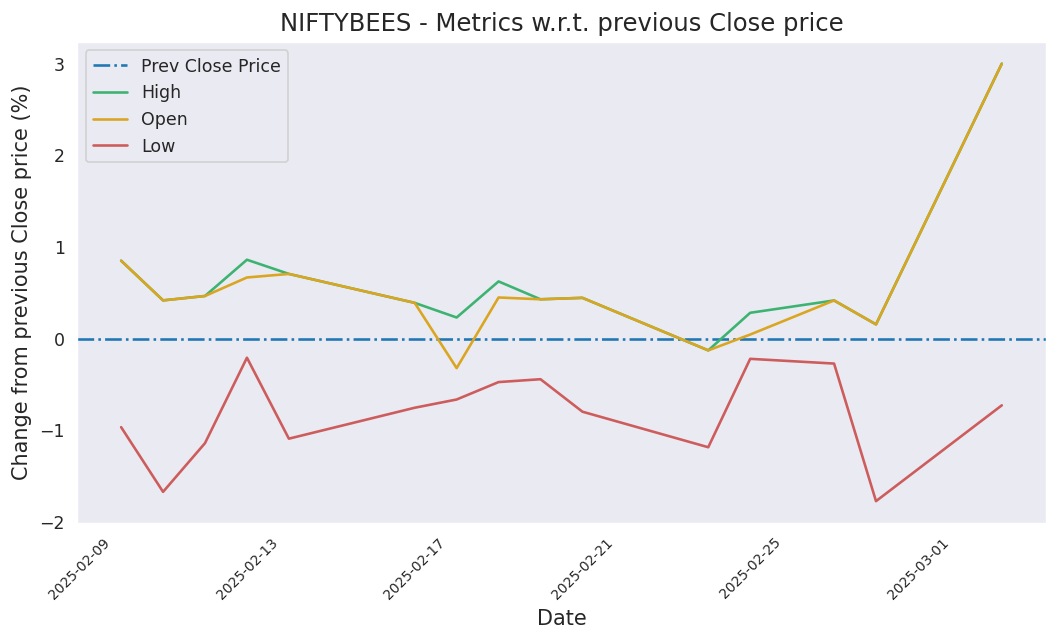 NIFTYBEES - Metrics w.r.t. previous Close price
Prev Close Price
High
Open
Low
Change from previous Close price (%)
3
2
1
0
−1
−2
2025-02-09
2025-02-13
2025-02-17
2025-02-21
2025-02-25
2025-03-01
Date